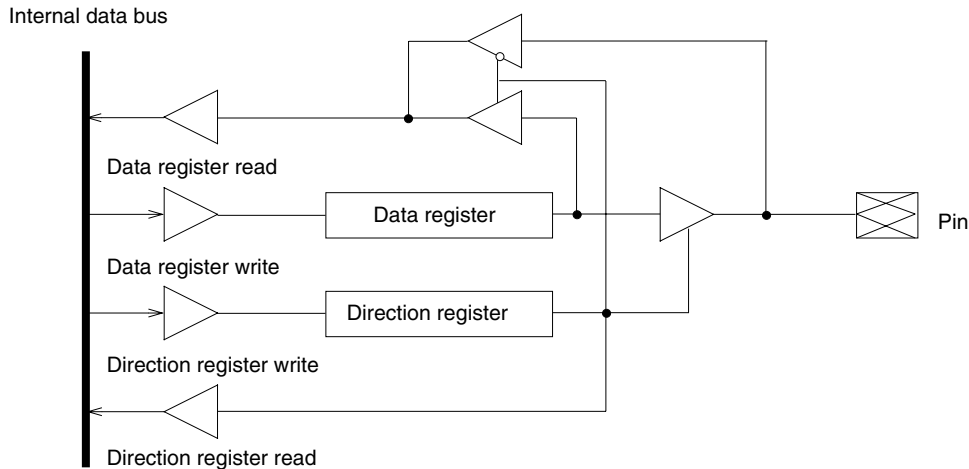 Internal data bus
Data register read
Data register
Pin
Data register write
Direction register
Direction register write
Direction register read